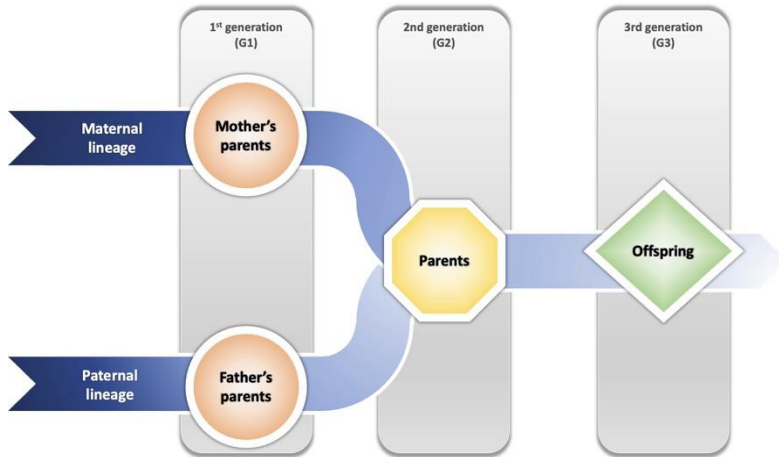 1st generation
(G1)
2nd generation
(G2)
3rd generation
(G3)
Maternal
lineage
Mother's
parents
Parents
Offspring
Paternal
lineage
Father's
parents